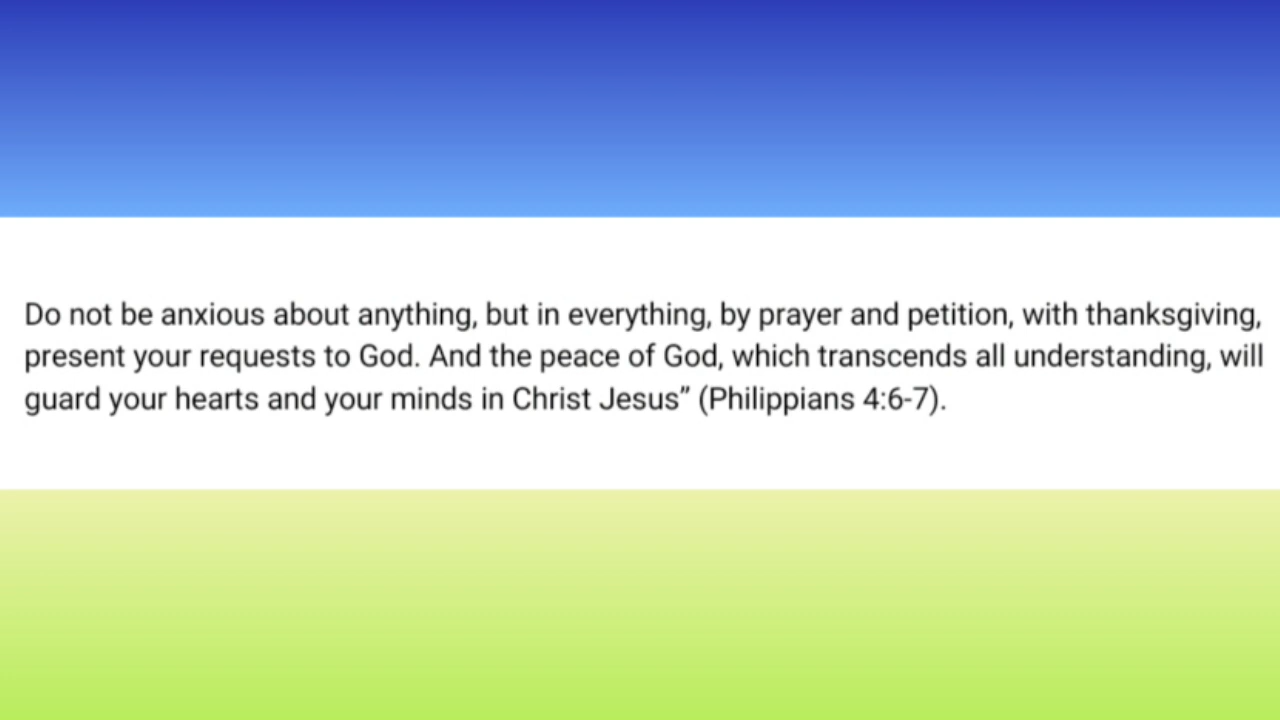 Do not be anxious about anything, but in everything, by prayer and petition, with thanksgiving,
present your requests to God. And the peace of God, which transcends all understanding, will
guard your hearts and your minds in Christ Jesus” (Philippians 4:6-7).